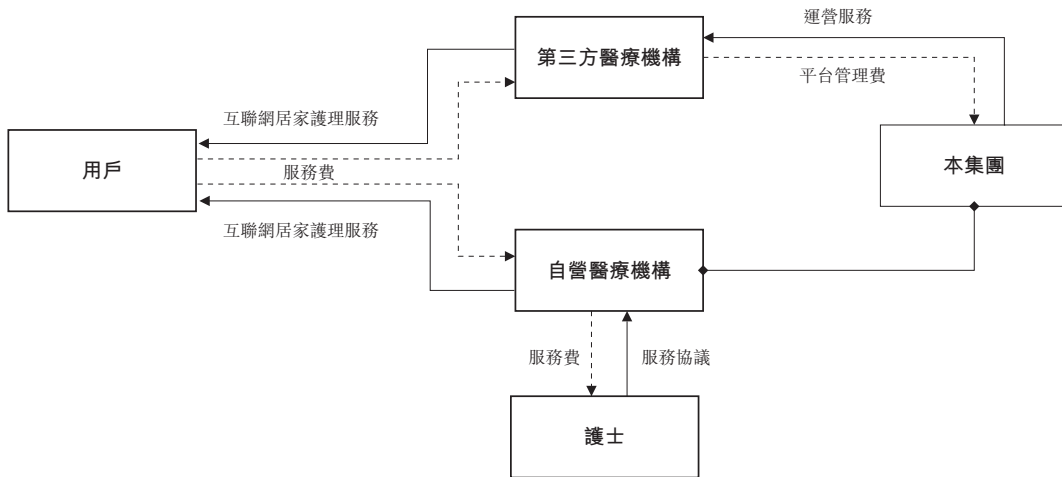 運營服務
第三方醫療機構
平台管理費
互聯網居家護理服務
用戶
服務費
本集團
互聯網居家護理服務
自營醫療機構
服務費
服務協議
護士